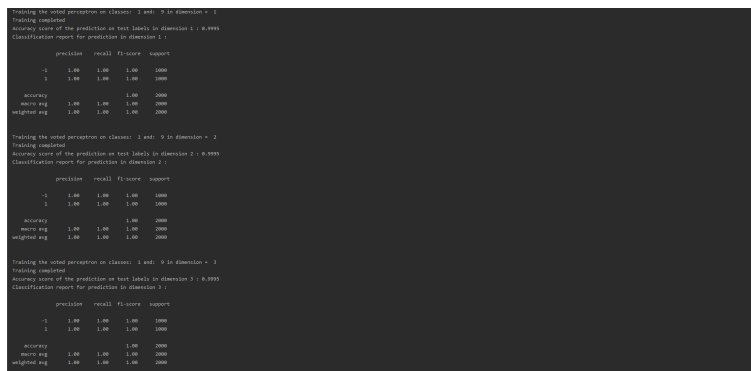 Training the voted perceptron on classes:  1 and:  9 in dimension =  1
Training completed
Accuracy score of the prediction on test labels in dimension 1 : 0.9995
Classification report for prediction in dimension 1 :
precision    recall  f1-score   support
-1       1.00      1.00      1.00      1000
1       1.00      1.00      1.00      1000
accuracy                           1.00      2000
macro avg       1.00      1.00      1.00      2000
weighted avg       1.00      1.00      1.00      2000
Training the voted perceptron on classes:  1 and:  9 in dimension =  2
Training completed
Accuracy score of the prediction on test labels in dimension 2 : 0.9995
Classification report for prediction in dimension 2 :
precision    recall  f1-score   support
-1       1.00      1.00      1.00      1000
1       1.00      1.00      1.00      1000
accuracy                           1.00      2000
macro avg       1.00      1.00      1.00      2000
weighted avg       1.00      1.00      1.00      2000
Training the voted perceptron on classes:  1 and:  9 in dimension =  3
Training completed
Accuracy score of the prediction on test labels in dimension 3 : 0.9995
Classification report for prediction in dimension 3 :
precision    recall  f1-score   support
-1       1.00      1.00      1.00      1000
1       1.00      1.00      1.00      1000
accuracy                           1.00      2000
macro avg       1.00      1.00      1.00      2000
weighted avg       1.00      1.00      1.00      2000